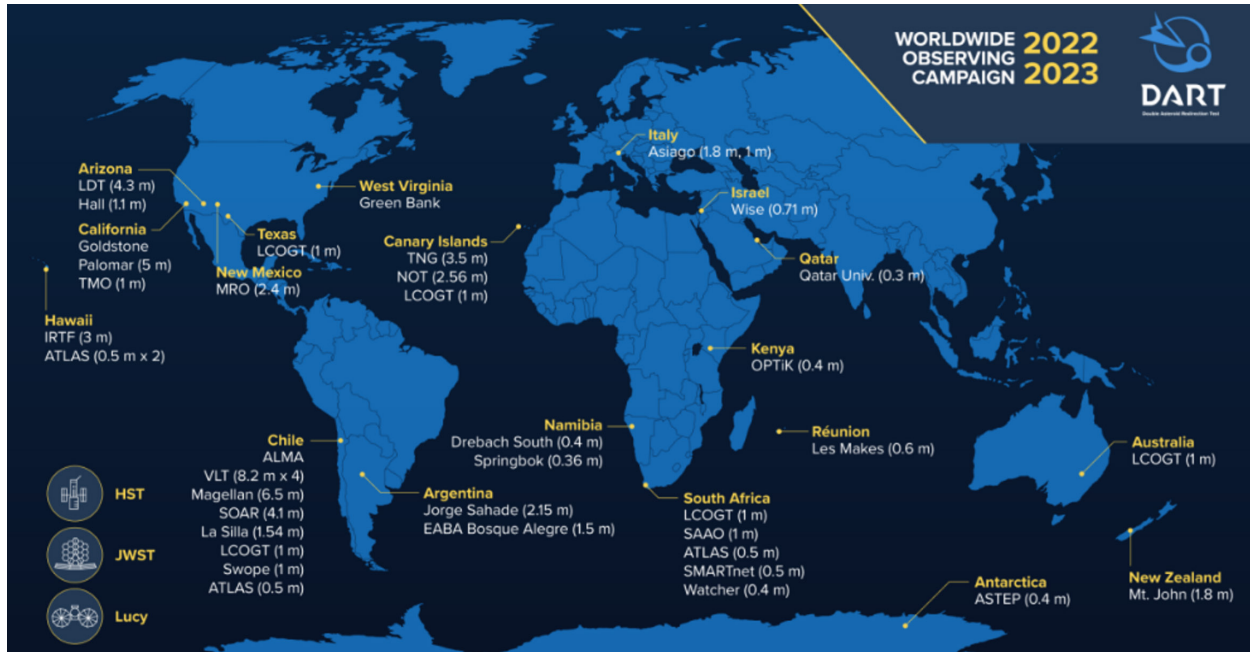 WORLDWIDE
OBSERVING
CAMPAIGN
2022
2023
DART
Double Asteroid Redirection Test
Italy
Asiago (1.8 m, 1 m)
Arizona
LDT (4.3 m)
Hall (1.1 m)
West Virginia
Green Bank
Israel
Wise (0.71 m)
California
Goldstone
Palomar (5 m)
TMO (1 m)
Texas
LCOGT (1 m)
New Mexico
MRO (2.4 m)
Canary Islands
TNG (3.5 m)
NOT (2.56 m)
LCOGT (1 m)
Qatar
Qatar Univ. (0.3 m)
Hawaii
IRTF (3 m)
ATLAS (0.5 m x 2)
Kenya
OPTiK (0.4 m)
Namibia
Drebach South (0.4 m)
Springbok (0.36 m)
Réunion
Les Makes (0.6 m)
Chile
ALMA
VLT (8.2 m x 4)
Magellan (6.5 m)
SOAR (4.1 m)
La Silla (1.54 m)
LCOGT (1 m)
Swope (1 m)
ATLAS (0.5 m)
Argentina
Jorge Sahade (2.15 m)
EABA Bosque Alegre (1.5 m)
South Africa
LCOGT (1 m)
SAAO (1 m)
ATLAS (0.5 m)
SMARTnet (0.5 m)
Watcher (0.4 m)
Australia
LCOGT (1 m)
Antarctica
ASTEP (0.4 m)
New Zealand
Mt. John (1.8 m)
HST
JWST
Lucy